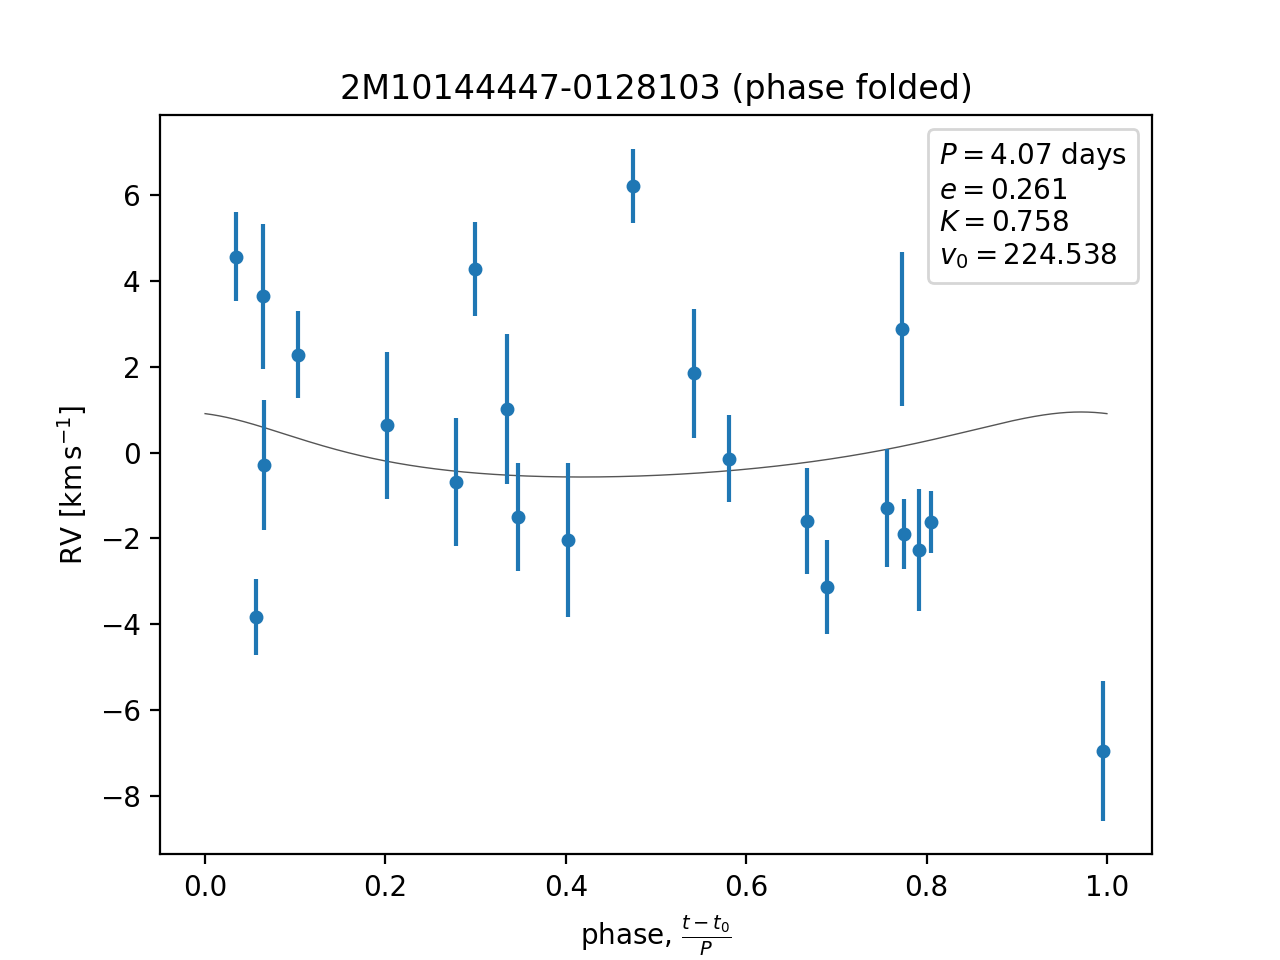 2M10144447-0128103 (phase folded)
P = 4.07 days
e = 0.261
K = 0.758
v₀ = 224.538
6
4
2
0
−2
−4
−6
−8
RV [km s⁻¹]
0.0 0.2 0.4 0.6 0.8 1.0
phase, (t − t₀)/P